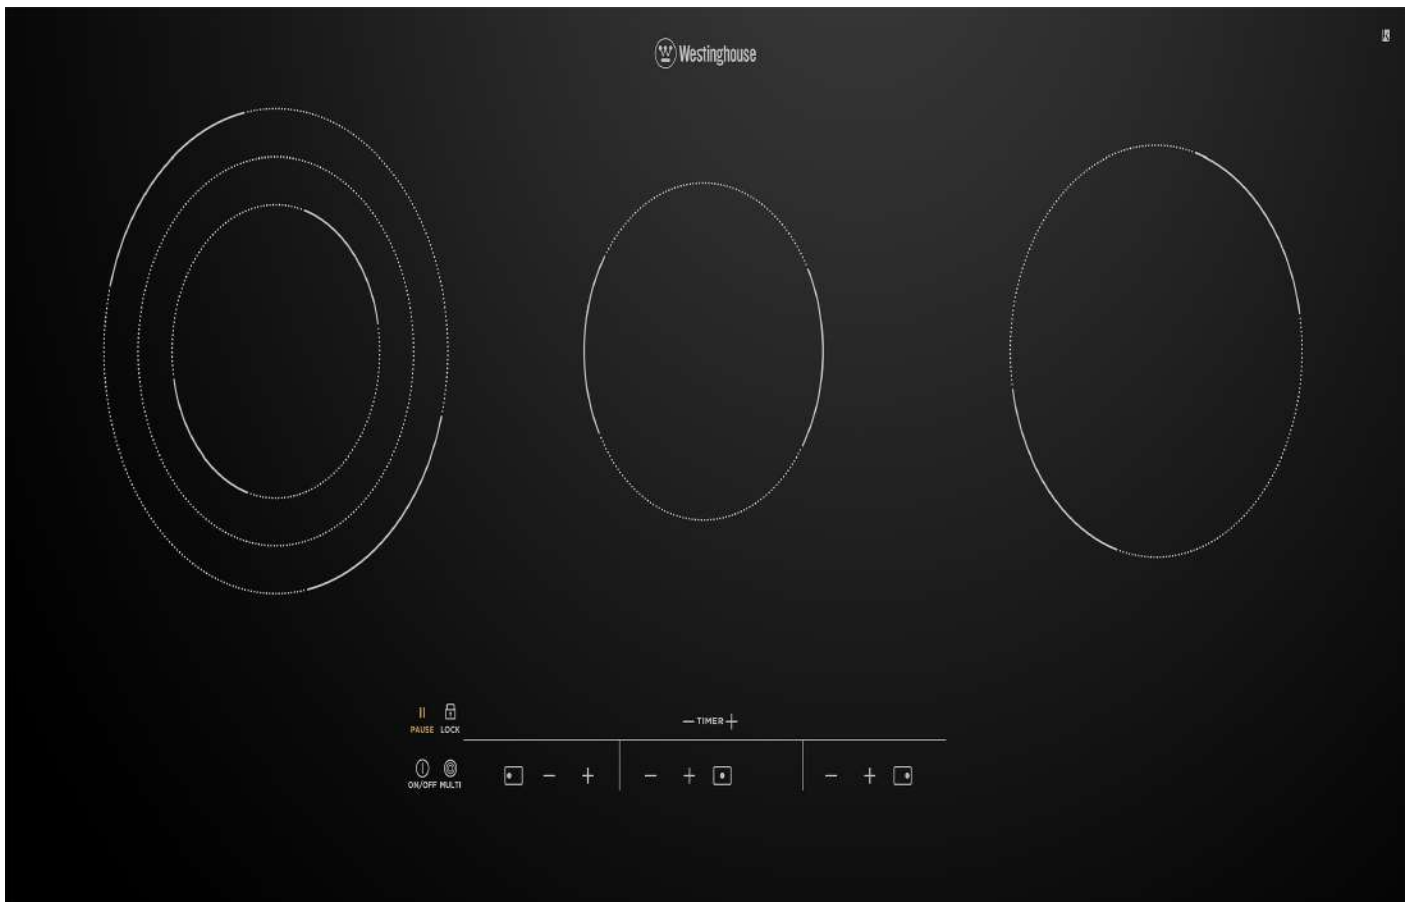 Westinghouse
PAUSE LOCK
— TIMER +
ON/OFF MULTI
− +
− +
− +